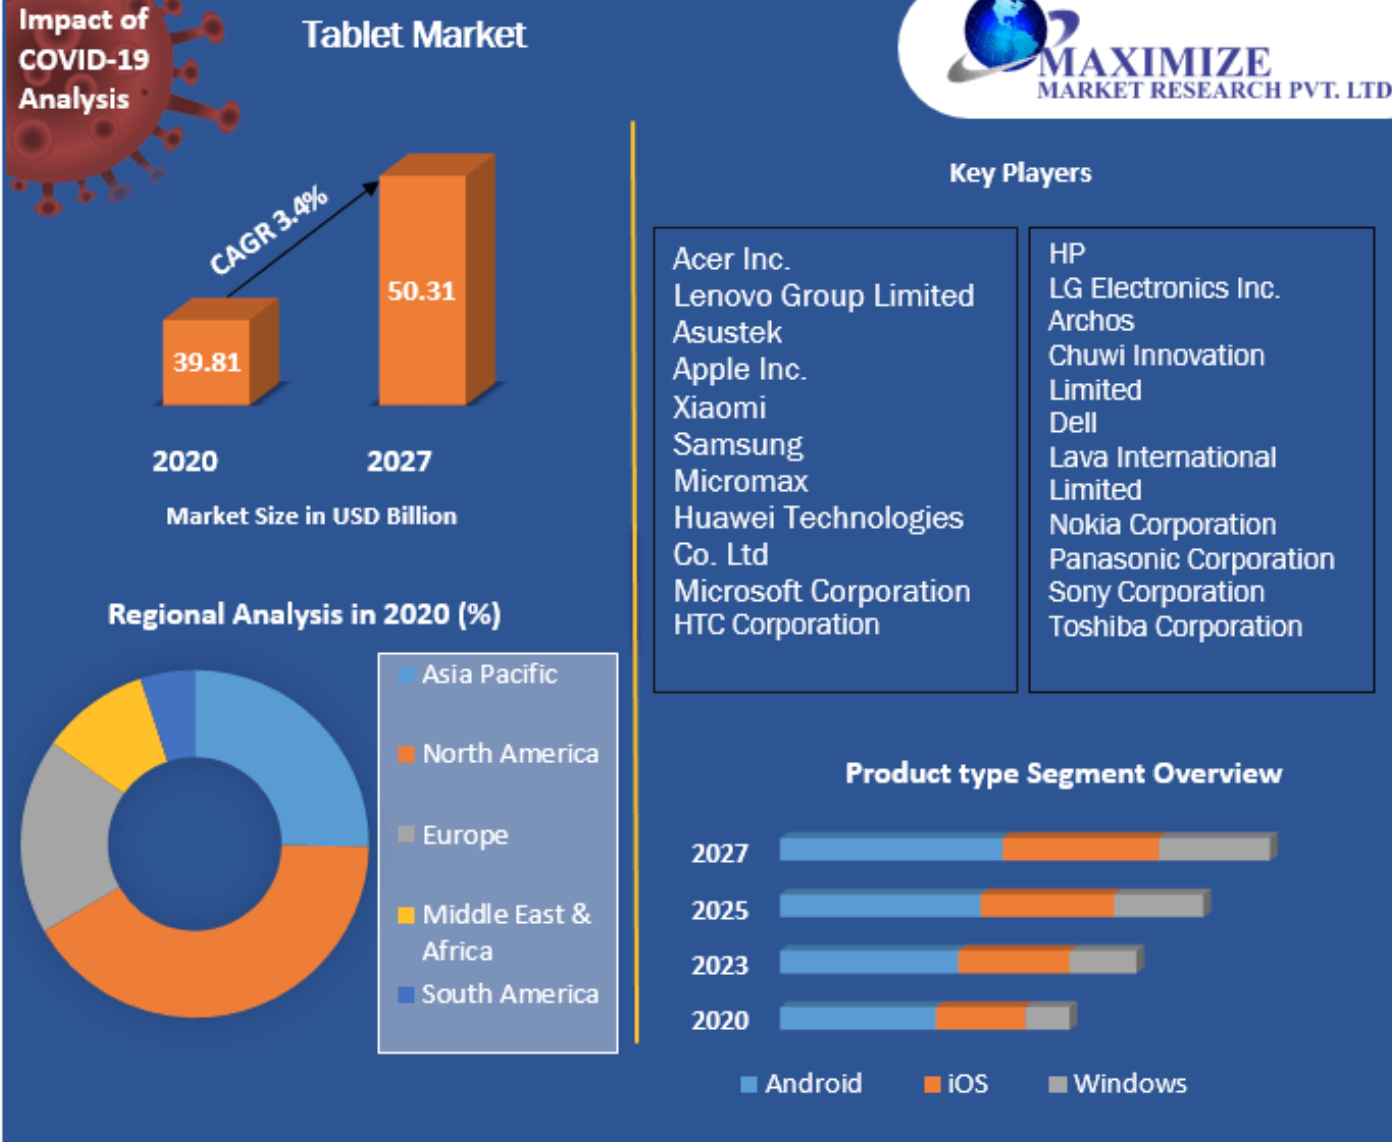 Impact of
COVID-19
Analysis
Tablet Market
MAXIMIZE
MARKET RESEARCH PVT. LTD
CAGR 3.4%
39.81
50.31
2020
2027
Market Size in USD Billion
Key Players
Acer Inc.
Lenovo Group Limited
Asustek
Apple Inc.
Xiaomi
Samsung
Micromax
Huawei Technologies
Co. Ltd
Microsoft Corporation
HTC Corporation
HP
LG Electronics Inc.
Archos
Chuwi Innovation
Limited
Dell
Lava International
Limited
Nokia Corporation
Panasonic Corporation
Sony Corporation
Toshiba Corporation
Regional Analysis in 2020 (%)
Asia Pacific
North America
Europe
Middle East &
Africa
South America
Product type Segment Overview
2027
2025
2023
2020
Android
iOS
Windows